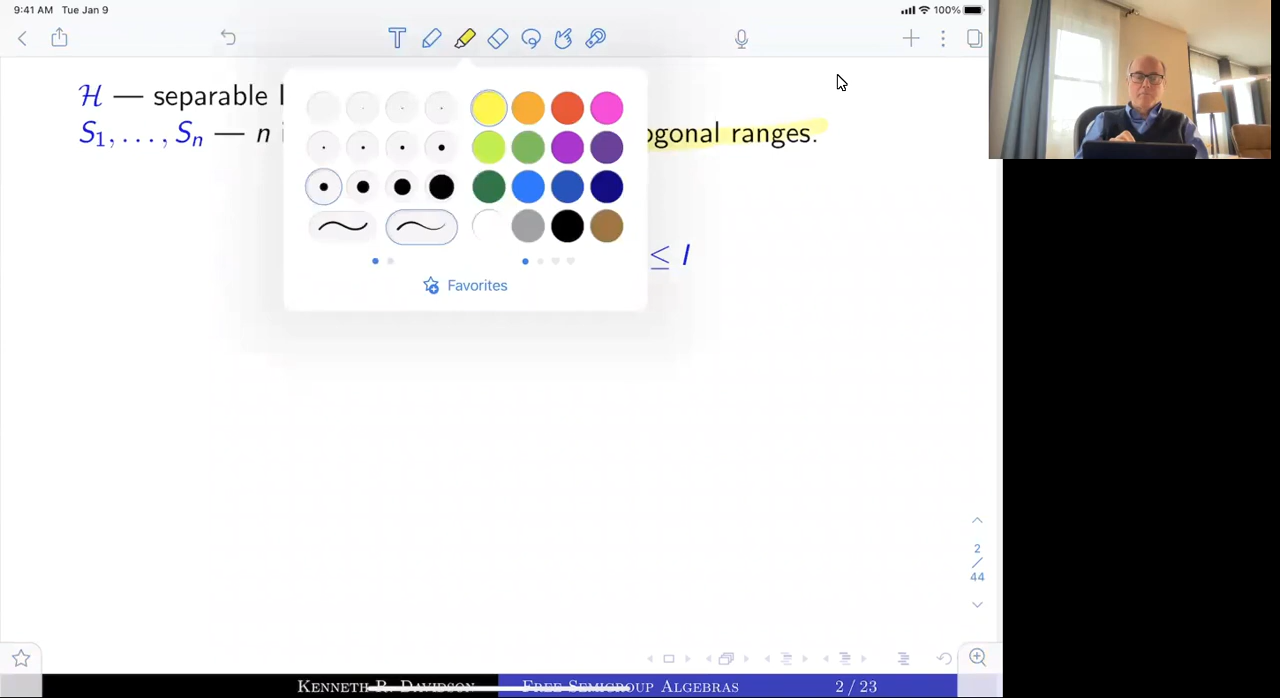 9:41 AM Tue Jan 9
100%
ℋ — separable
S₁, . . . , Sₙ — n
ogonal ranges.
≤ I
Favorites
2
/
44
KENNETH R. DAVIDSON FREE SEMIGROUP ALGEBRAS 2 / 23